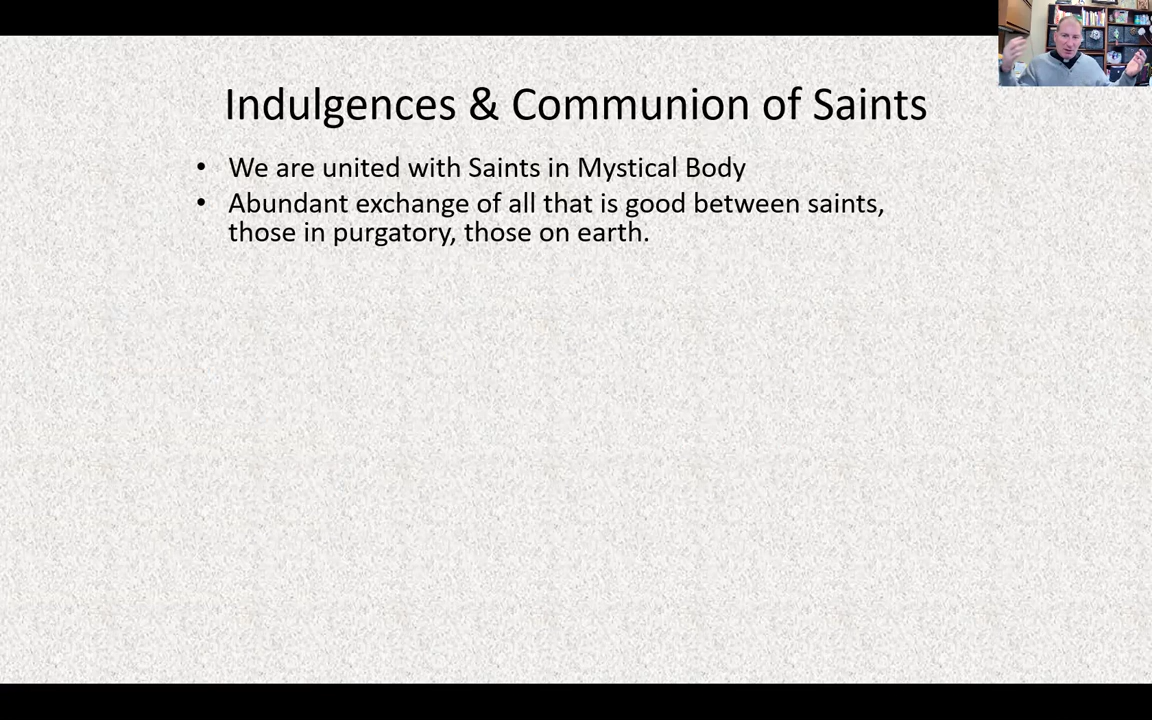 Indulgences & Communion of Saints
• We are united with Saints in Mystical Body
• Abundant exchange of all that is good between saints,
those in purgatory, those on earth.